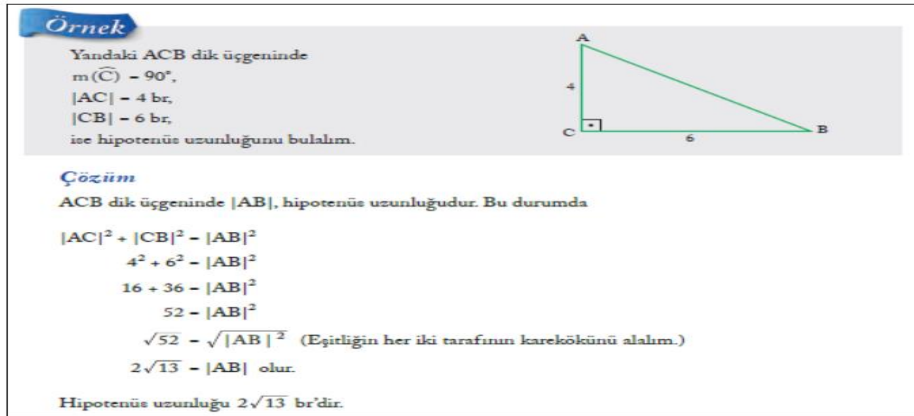 Örnek
Yandaki ACB dik üçgeninde
m(Ĉ) = 90°,
|AC| = 4 br,
|CB| = 6 br,
ise hipotenüs uzunluğunu bulalım.
A
4
C
6
B
Çözüm
ACB dik üçgeninde |AB|, hipotenüs uzunluğudur. Bu durumda
|AC|² + |CB|² = |AB|²
4² + 6² = |AB|²
16 + 36 = |AB|²
52 = |AB|²
√52 = √|AB|² (Eşitliğin her iki tarafının karekökünü alalım.)
2√13 = |AB| olur.
Hipotenüs uzunluğu 2√13 br'dir.